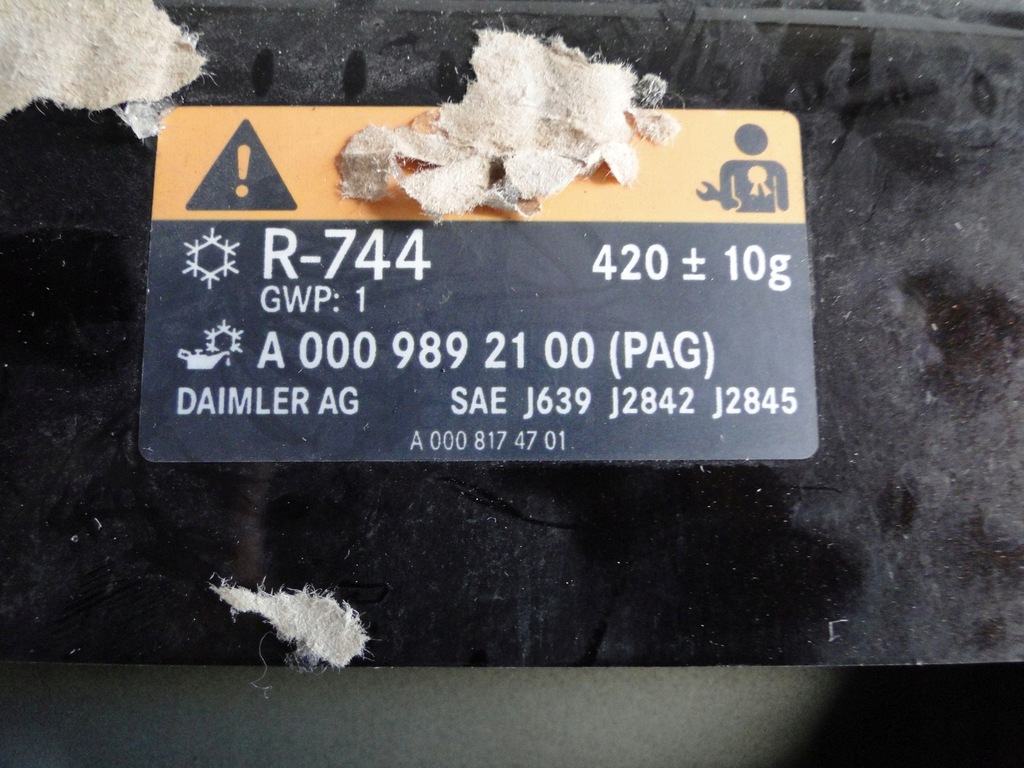 R-744 420 ± 10g
GWP: 1
A 000 989 21 00 (PAG)
DAIMLER AG SAE J639 J2842 J2845
A 000 817 47 01